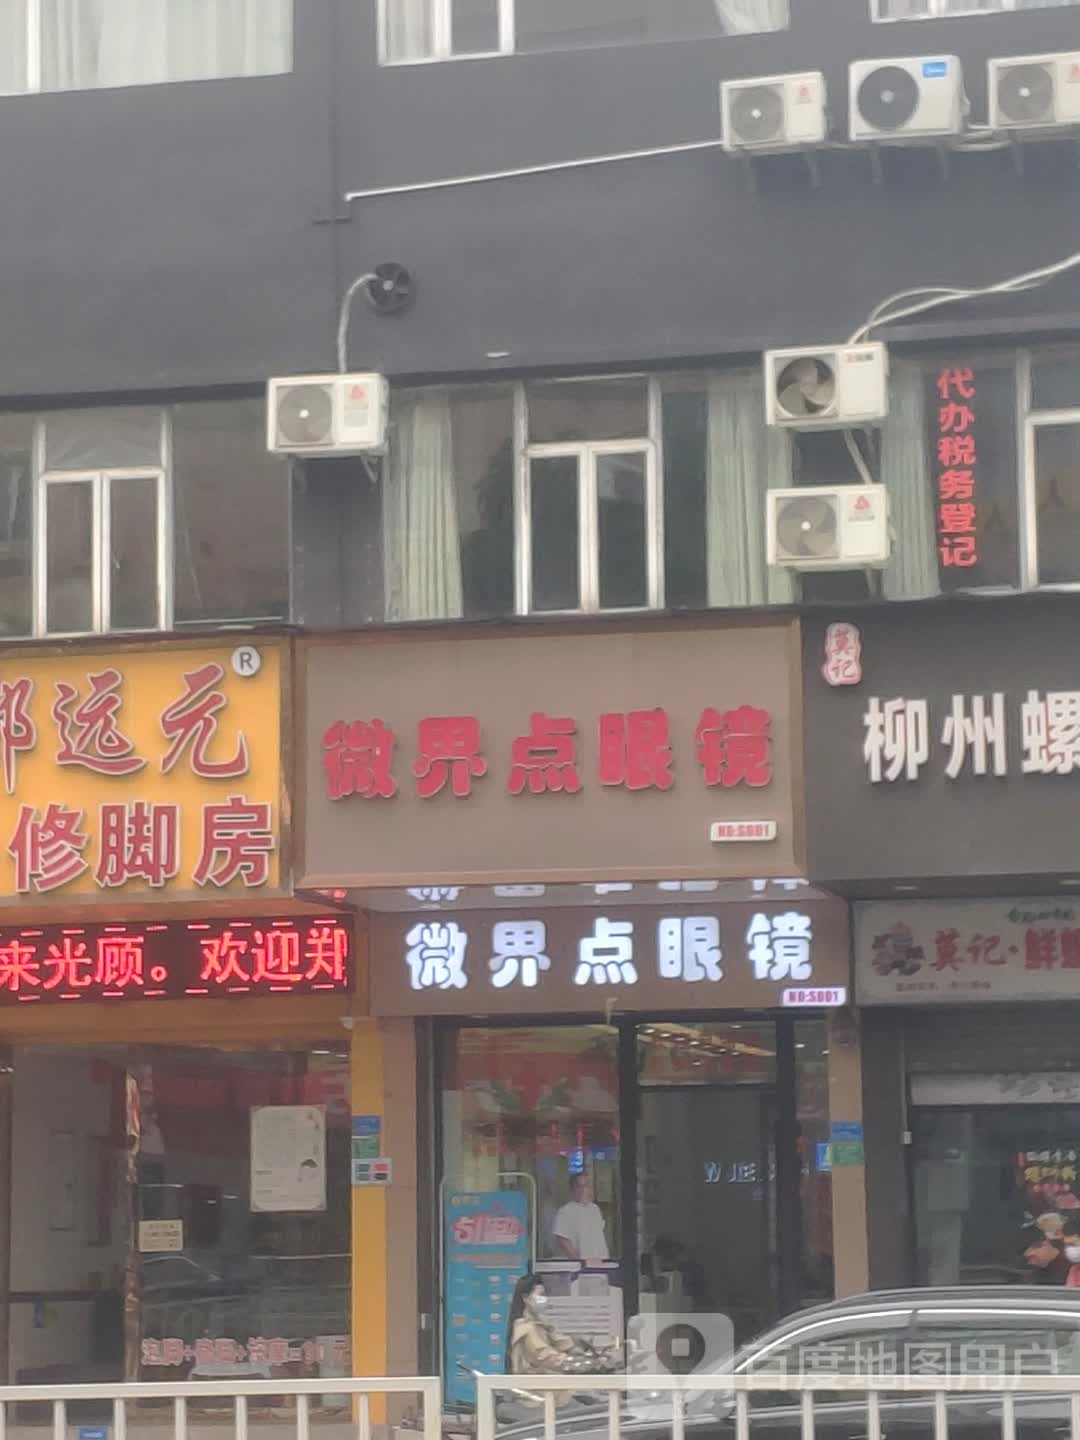 代办税务登记
郑远元®
修脚房
微界点眼镜
NO:S001
莫记
柳州螺
来光顾。欢迎郑
微界点眼镜
NO:S001
莫记·鲜螺
百度地图用户